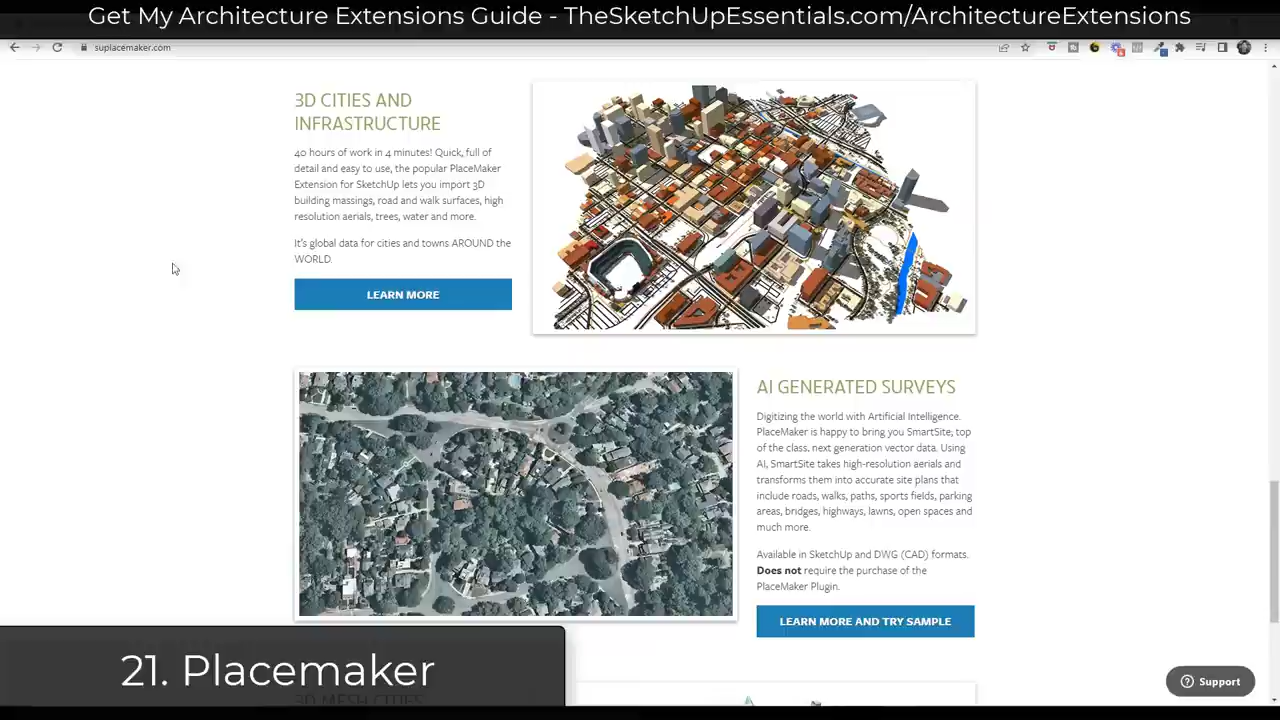 Get My Architecture Extensions Guide - TheSketchUpEssentials.com/ArchitectureExtensions
suplacemaker.com
3D CITIES AND
INFRASTRUCTURE
40 hours of work in 4 minutes! Quick, full of
detail and easy to use, the popular PlaceMaker
Extension for SketchUp lets you import 3D
building massings, road and walk surfaces, high
resolution aerials, trees, water and more.
It's global data for cities and towns AROUND the
WORLD.
LEARN MORE
AI GENERATED SURVEYS
Digitizing the world with Artificial Intelligence.
PlaceMaker is happy to bring you SmartSite; top
of the class, next generation vector data. Using
AI, SmartSite takes high-resolution aerials and
transforms them into accurate site plans that
include roads, walks, paths, sports fields, parking
areas, bridges, highways, lawns, open spaces and
much more.
Available in SketchUp and DWG (CAD) formats.
Does not require the purchase of the
PlaceMaker Plugin.
LEARN MORE AND TRY SAMPLE
21. Placemaker
3D MESH CITIES
Support